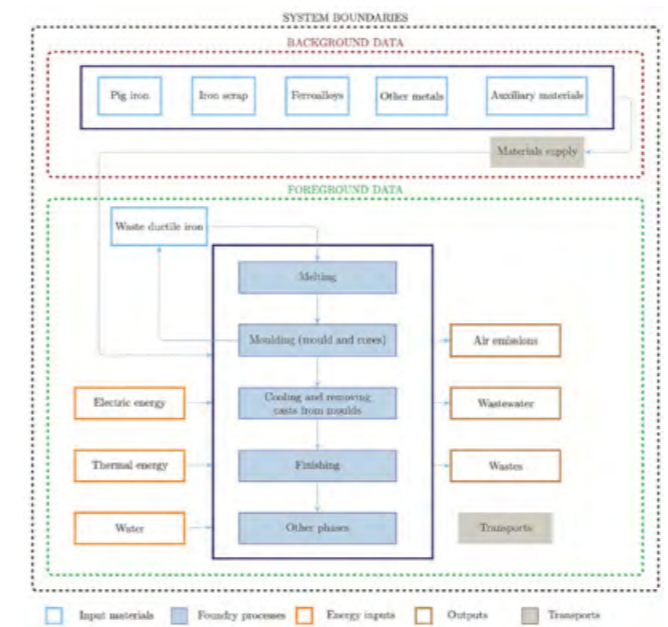 SYSTEM BOUNDARIES
BACKGROUND DATA
Pig iron
Iron scrap
Ferroalloys
Other metals
Auxiliary materials
Materials supply
FOREGROUND DATA
Waste ductile iron
Melting
Moulding (mould and cores)
Air emissions
Electric energy
Cooling and removing
casts from moulds
Wastewater
Thermal energy
Finishing
Wastes
Water
Other phases
Transports
Input materials
Foundry processes
Energy inputs
Outputs
Transports